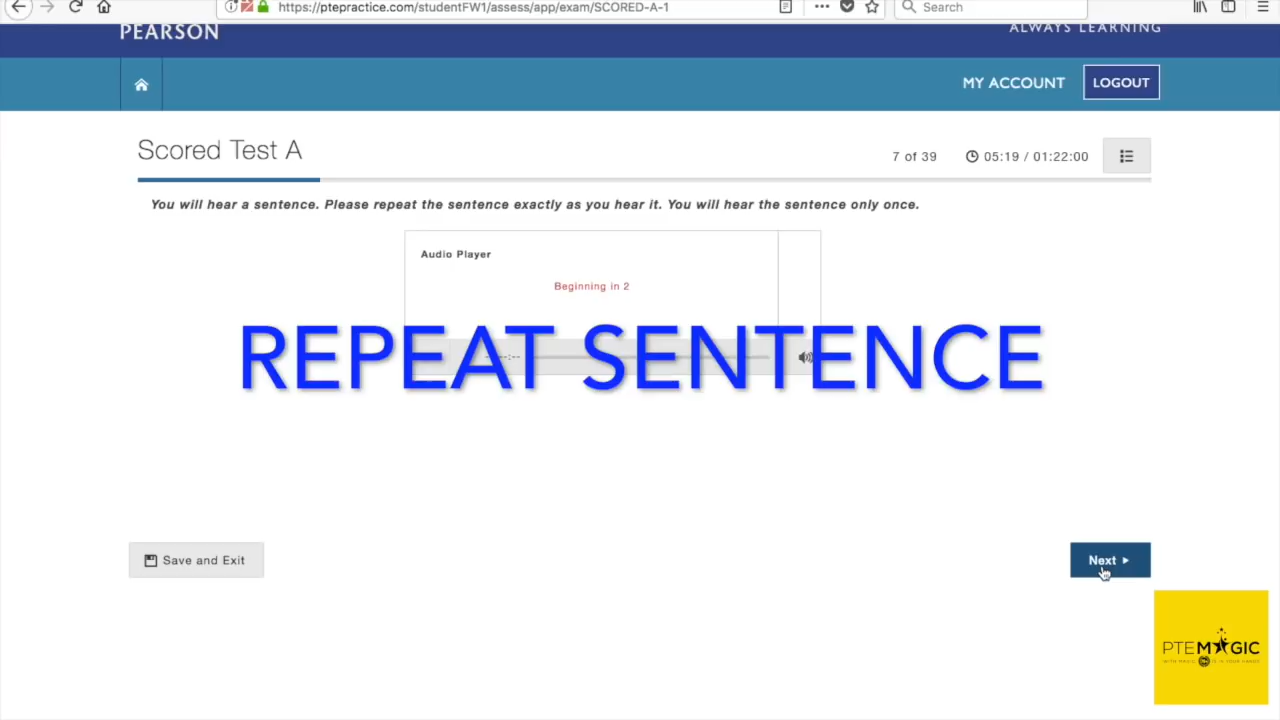 https://ptepractice.com/studentFW1/assess/app/exam/SCORED-A-1
Search
PEARSON
ALWAYS LEARNING
MY ACCOUNT
LOGOUT
Scored Test A
7 of 39
05:19 / 01:22:00
You will hear a sentence. Please repeat the sentence exactly as you hear it. You will hear the sentence only once.
Audio Player
Beginning in 2
REPEAT SENTENCE
Save and Exit
Next
PTEMAGIC